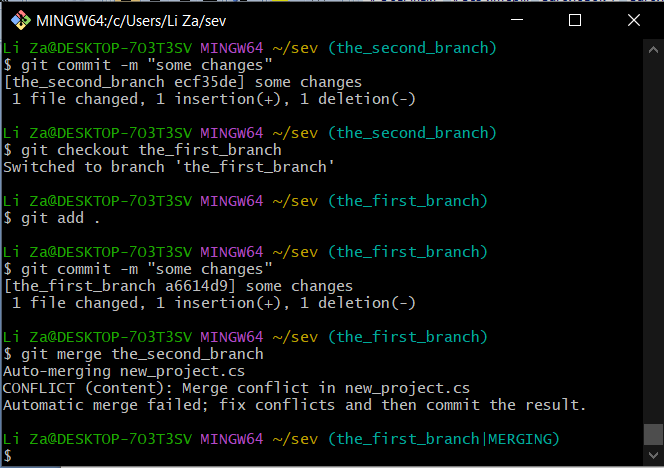 MINGW64:/c/Users/Li Za/sev
Li Za@DESKTOP-7O3T3SV MINGW64 ~/sev (the_second_branch)
$ git commit -m "some changes"
[the_second_branch ecf35de] some changes
 1 file changed, 1 insertion(+), 1 deletion(-)
Li Za@DESKTOP-7O3T3SV MINGW64 ~/sev (the_second_branch)
$ git checkout the_first_branch
Switched to branch 'the_first_branch'
Li Za@DESKTOP-7O3T3SV MINGW64 ~/sev (the_first_branch)
$ git add .
Li Za@DESKTOP-7O3T3SV MINGW64 ~/sev (the_first_branch)
$ git commit -m "some changes"
[the_first_branch a6614d9] some changes
 1 file changed, 1 insertion(+), 1 deletion(-)
Li Za@DESKTOP-7O3T3SV MINGW64 ~/sev (the_first_branch)
$ git merge the_second_branch
Auto-merging new_project.cs
CONFLICT (content): Merge conflict in new_project.cs
Automatic merge failed; fix conflicts and then commit the result.
Li Za@DESKTOP-7O3T3SV MINGW64 ~/sev (the_first_branch|MERGING)
$